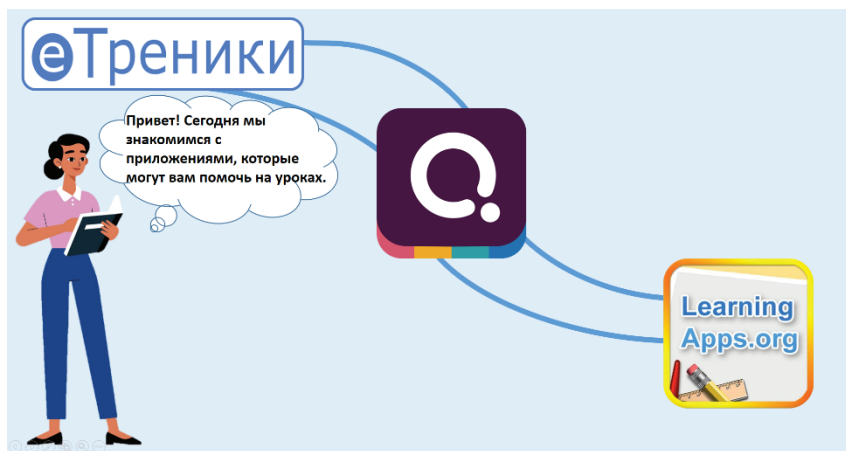 еТреники
Привет! Сегодня мы
знакомимся с
приложениями, которые
могут вам помочь на уроках.
Learning
Apps.org